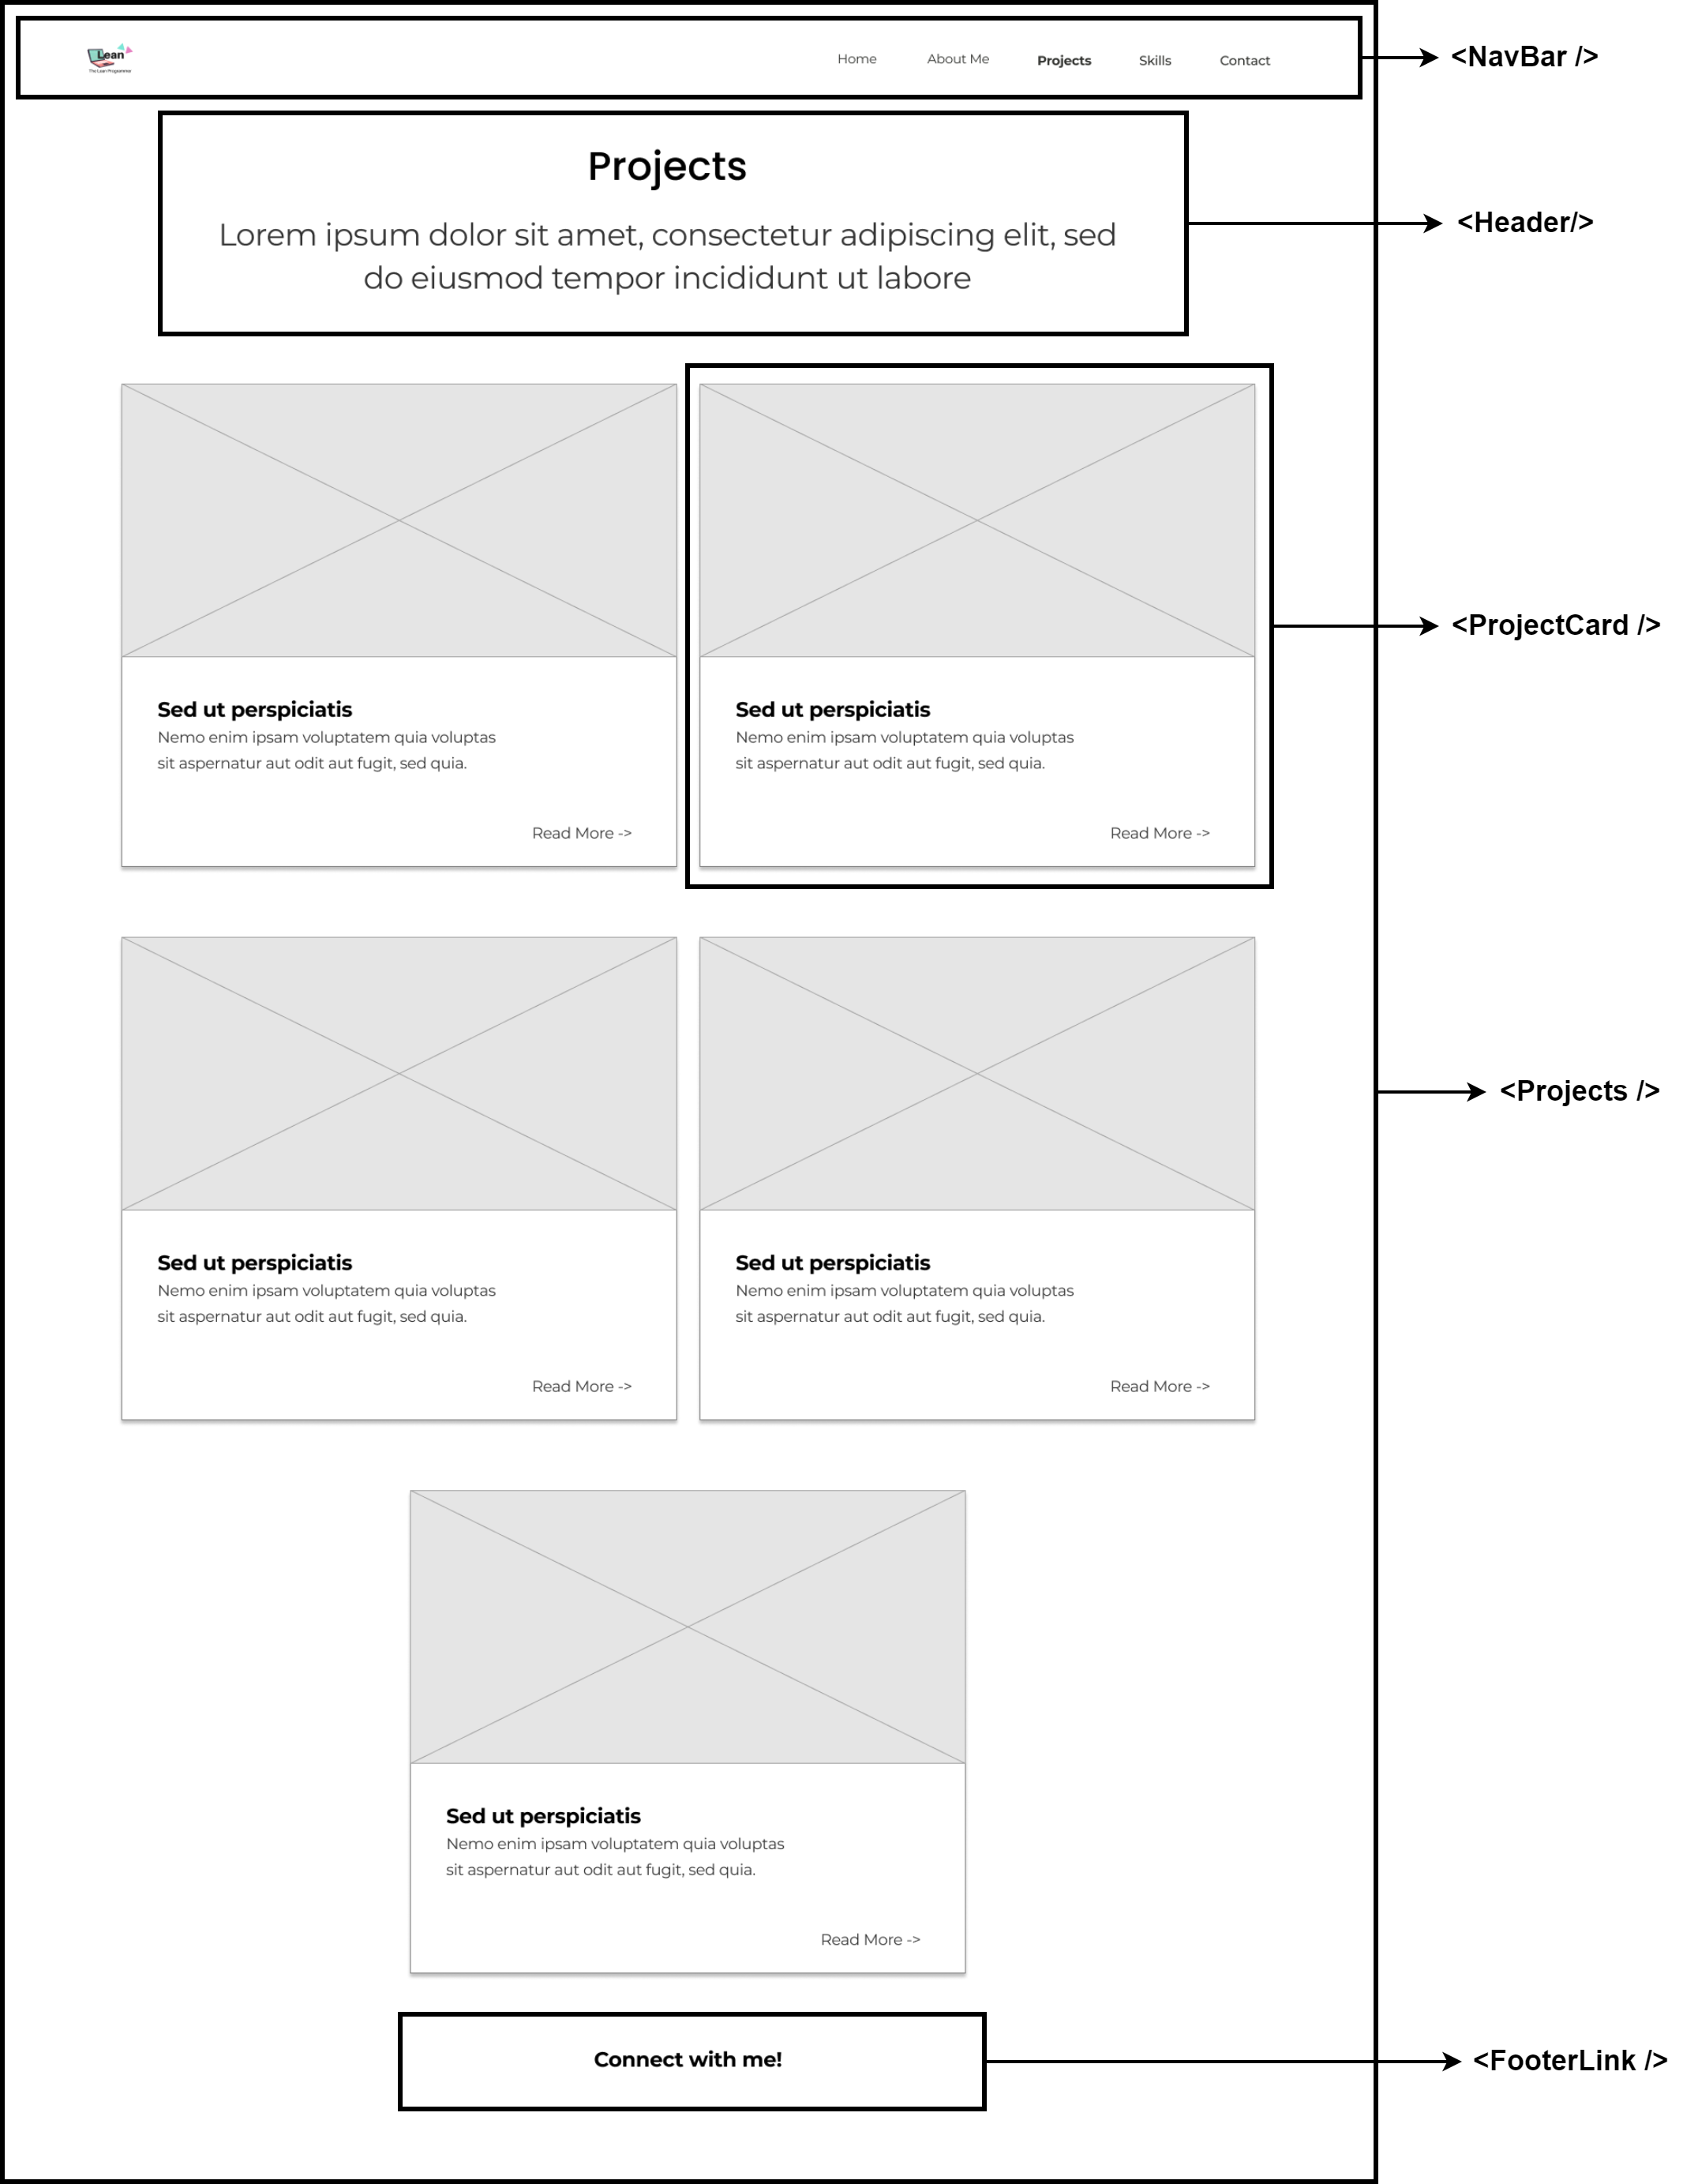 Lean
The Lean Programmer
Home About Me Projects Skills Contact
<NavBar />
Projects
Lorem ipsum dolor sit amet, consectetur adipiscing elit, sed
do eiusmod tempor incididunt ut labore
<Header/>
Sed ut perspiciatis
Nemo enim ipsam voluptatem quia voluptas
sit aspernatur aut odit aut fugit, sed quia.
Read More ->
Sed ut perspiciatis
Nemo enim ipsam voluptatem quia voluptas
sit aspernatur aut odit aut fugit, sed quia.
Read More ->
<ProjectCard />
Sed ut perspiciatis
Nemo enim ipsam voluptatem quia voluptas
sit aspernatur aut odit aut fugit, sed quia.
Read More ->
Sed ut perspiciatis
Nemo enim ipsam voluptatem quia voluptas
sit aspernatur aut odit aut fugit, sed quia.
Read More ->
<Projects />
Sed ut perspiciatis
Nemo enim ipsam voluptatem quia voluptas
sit aspernatur aut odit aut fugit, sed quia.
Read More ->
Connect with me!
<FooterLink />